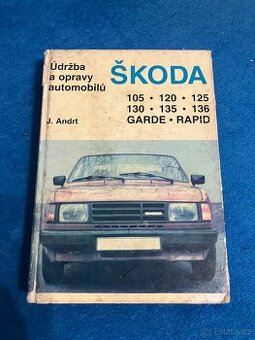 Údržba
a opravy
automobilů
ŠKODA
105 • 120 • 125
130 • 135 • 136
GARDE • RAPID
J. Andrt